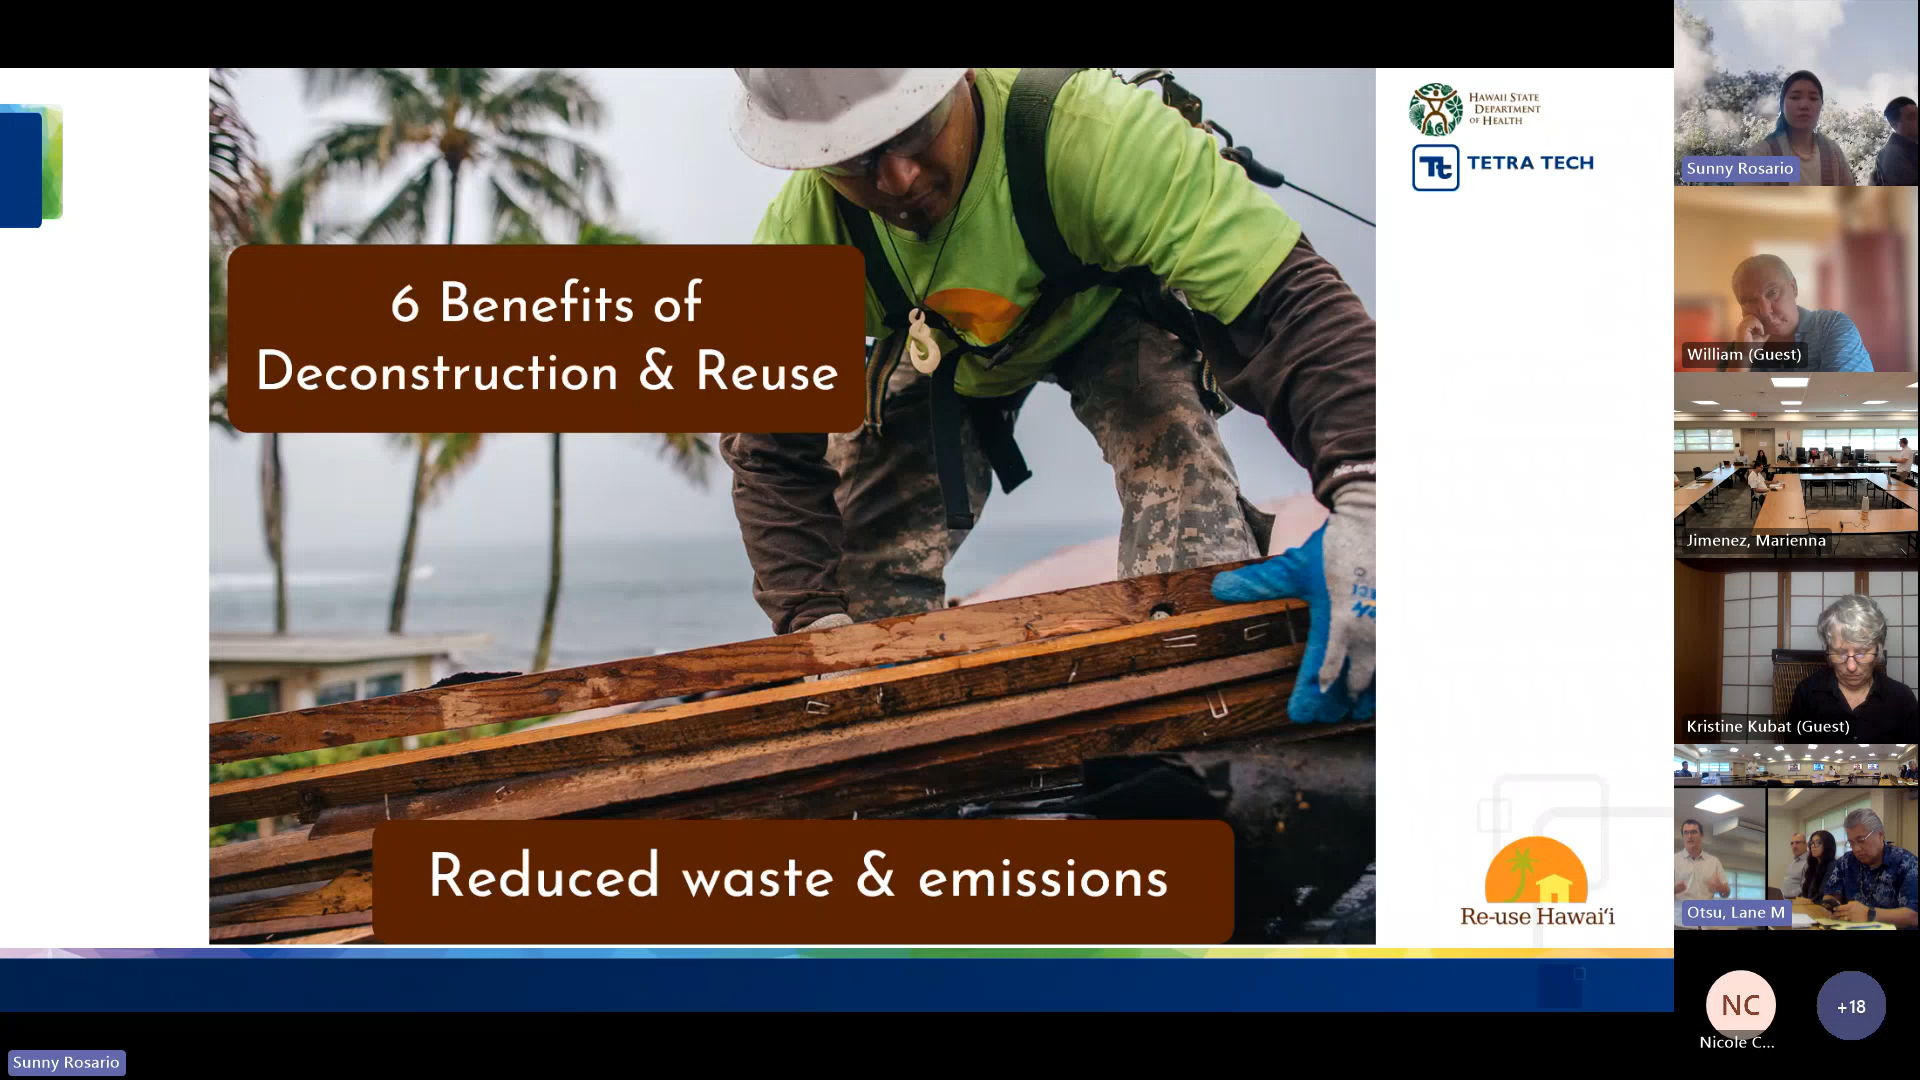 6 Benefits of
Deconstruction & Reuse
Reduced waste & emissions
HAWAII STATE
DEPARTMENT
OF HEALTH
Tt
TETRA TECH
Re-use Hawai‘i
Sunny Rosario
William (Guest)
Jimenez, Marienna
Kristine Kubat (Guest)
Otsu, Lane M
NC
Nicole C...
+18
Sunny Rosario